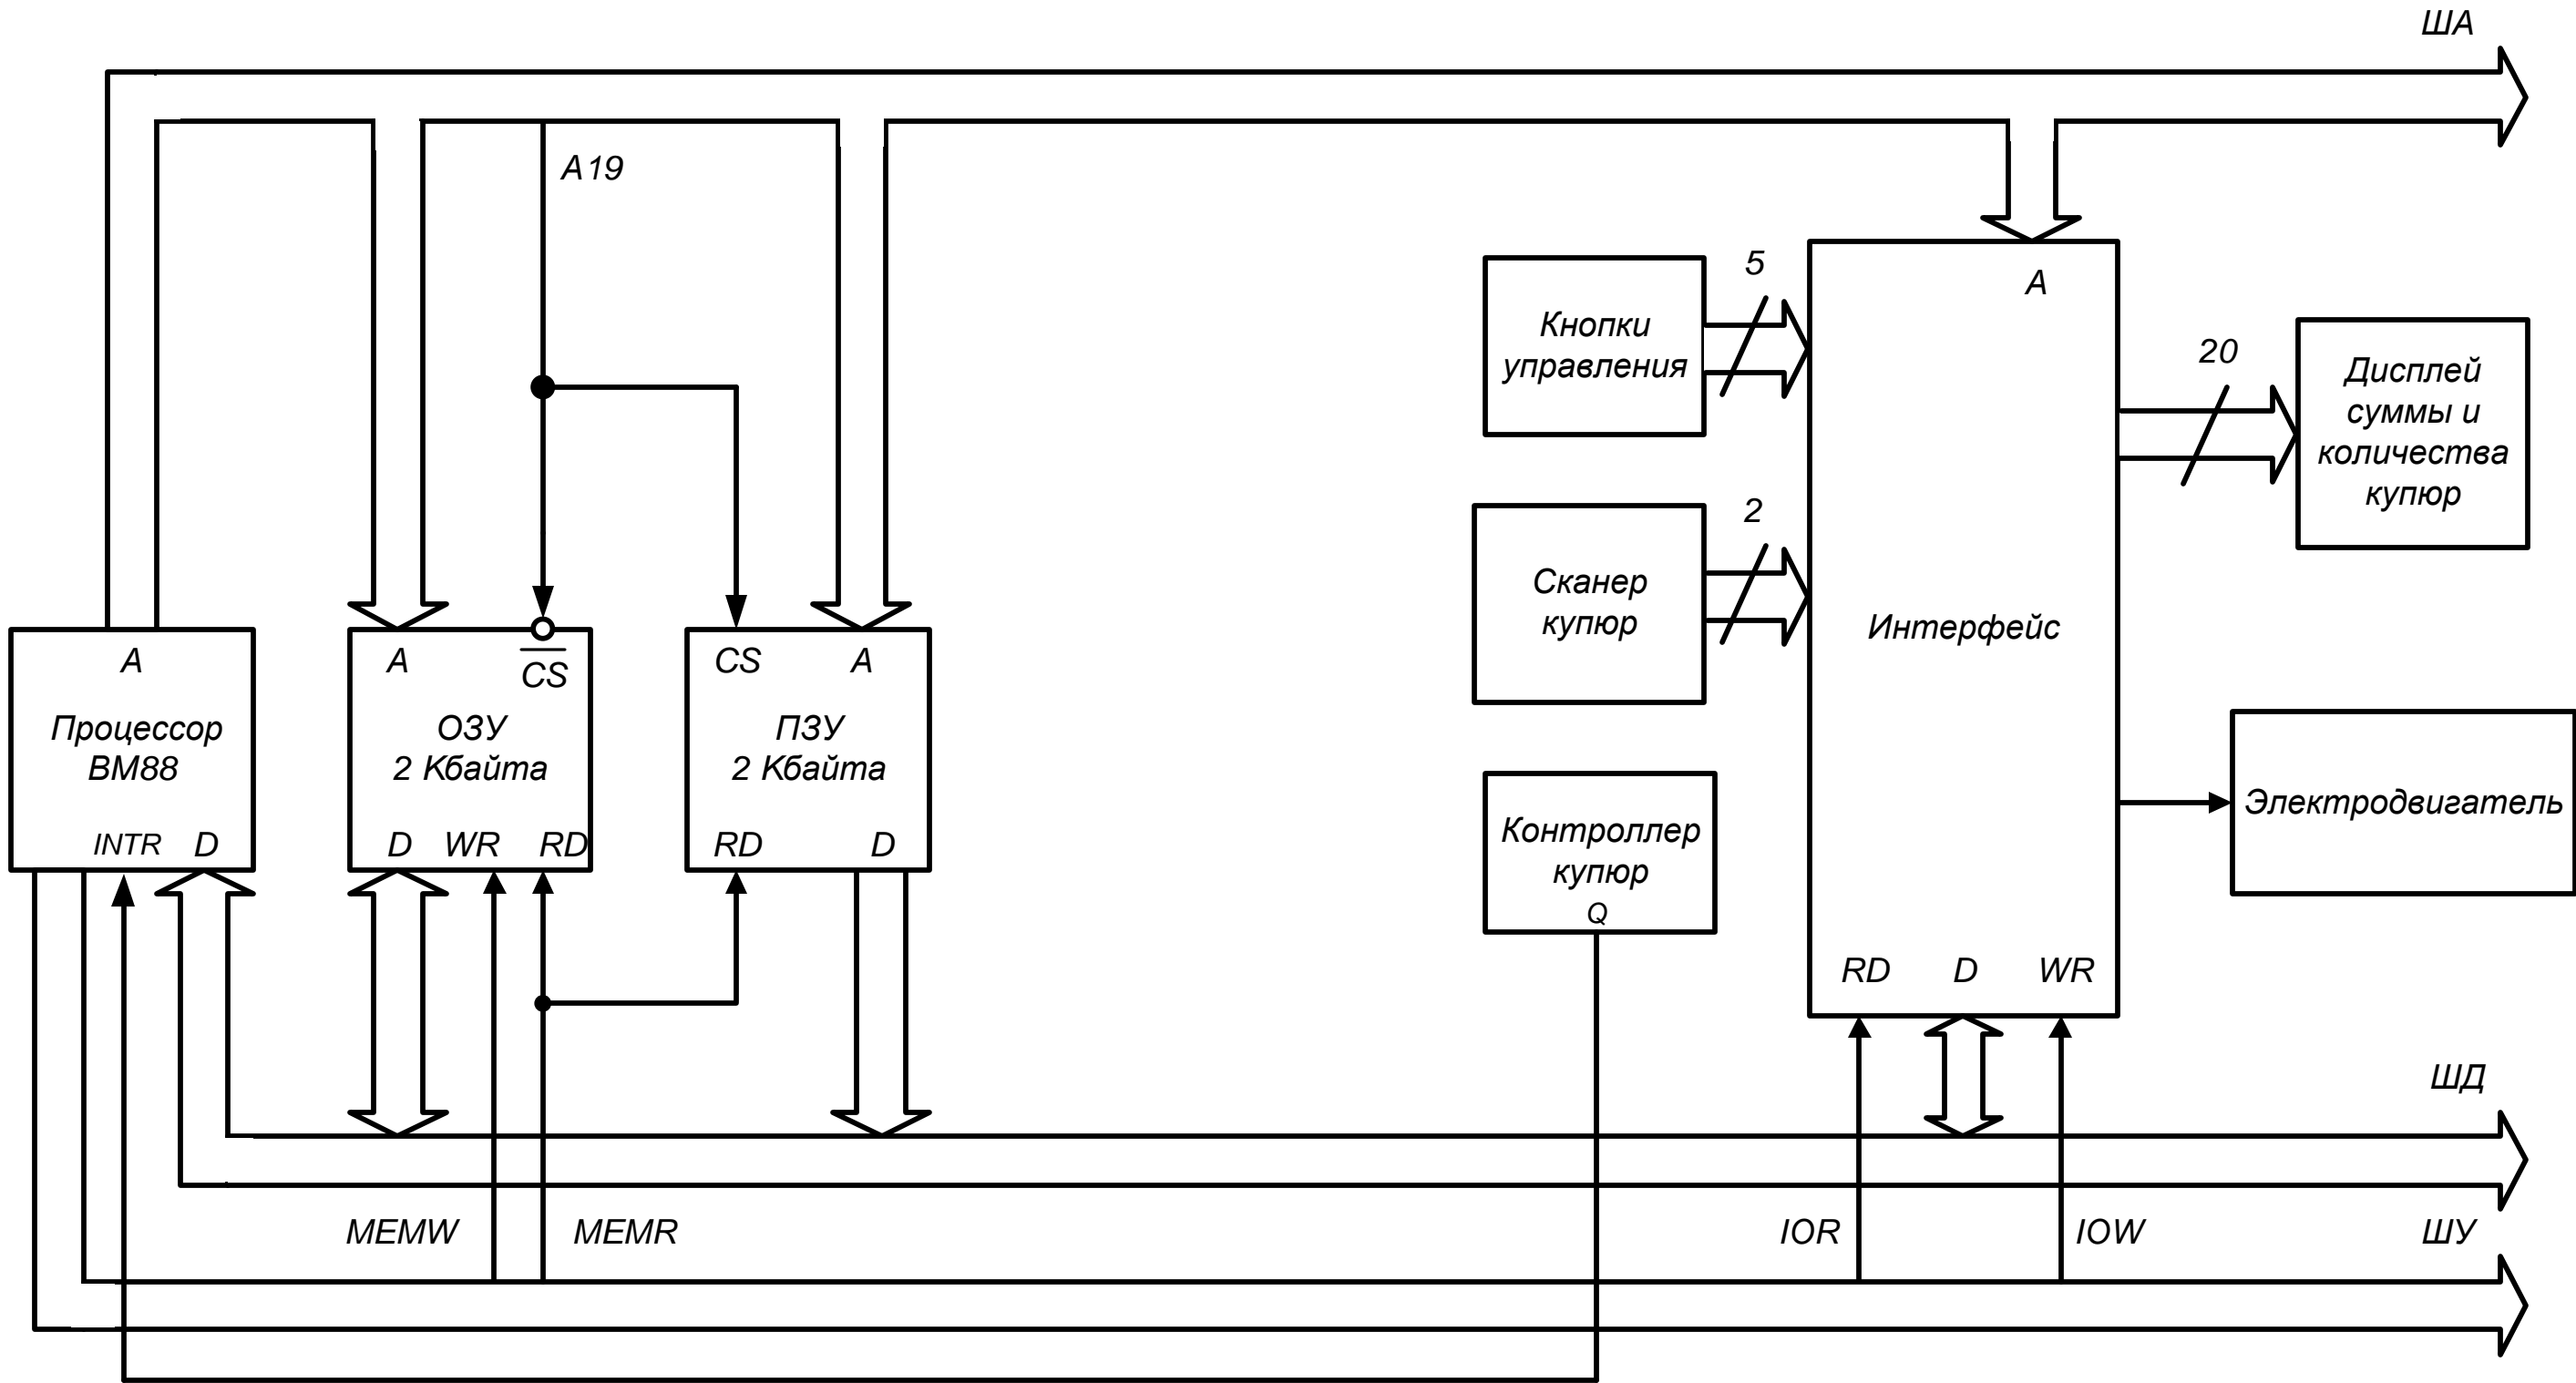 ША
A19
5
Кнопки
управления
A
20
Дисплей
суммы и
количества
купюр
2
Сканер
купюр
Интерфейс
A
Процессор
ВМ88
INTR D
A
CS
ОЗУ
2 Кбайта
D WR RD
CS A
ПЗУ
2 Кбайта
RD D
Контроллер
купюр
Q
Электродвигатель
RD D WR
ШД
MEMW
MEMR
IOR
IOW
ШУ